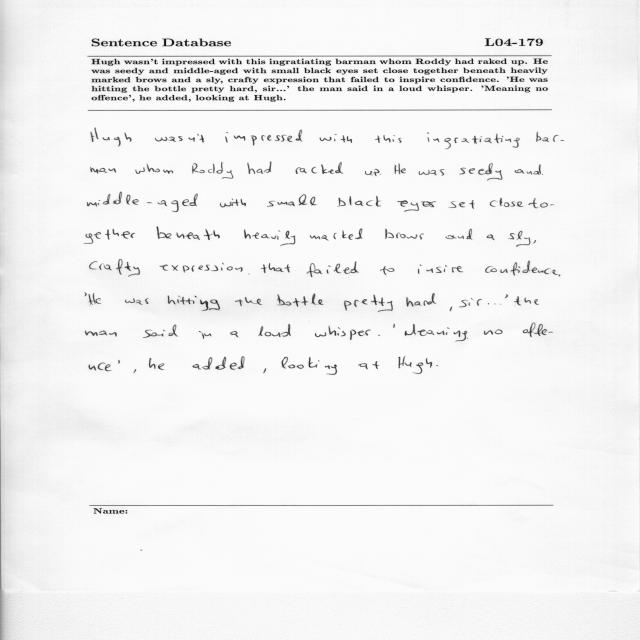 Sentence Database L04-179
Hugh wasn't impressed with this ingratiating barman whom Roddy had raked up. He
was seedy and middle-aged with small black eyes set close together beneath heavily
marked brows and a sly, crafty expression that failed to inspire confidence. 'He was
hitting the bottle pretty hard, sir...' the man said in a loud whisper. 'Meaning no
offence', he added, looking at Hugh.
Hugh wasn't impressed with this ingratiating bar-
man whom Roddy had racked up. He was seedy and
middle-aged with small black eyes set close to-
gether beneath heavily marked brows and a sly,
crafty expression that failed to insire confidence.
'He was hitting the bottle pretty hard, sir...' the
man said in a loud whisper. 'Meaning no offe-
nce', he added, looking at Hugh.
Name: